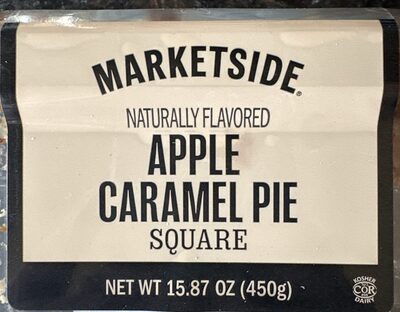 MARKETSIDE®
NATURALLY FLAVORED
APPLE
CARAMEL PIE
SQUARE
NET WT 15.87 OZ (450g)
KOSHER
COR
DAIRY